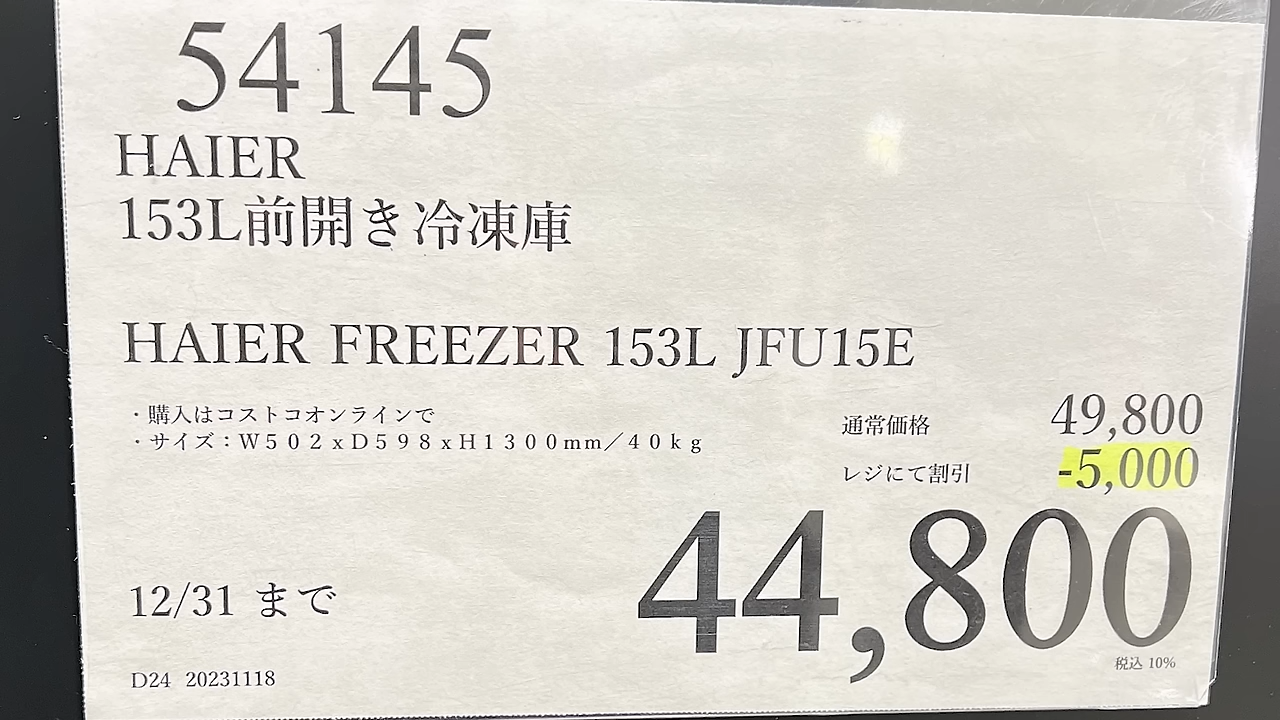 54145
HAIER
153L前開き冷凍庫
HAIER FREEZER 153L JFU15E
・購入はコストコオンラインで
・サイズ：Ｗ５０２ｘＤ５９８ｘＨ１３００ｍｍ／４０ｋｇ
通常価格 49,800
レジにて割引 -5,000
44,800
12/31 まで
税込 10%
D24 20231118